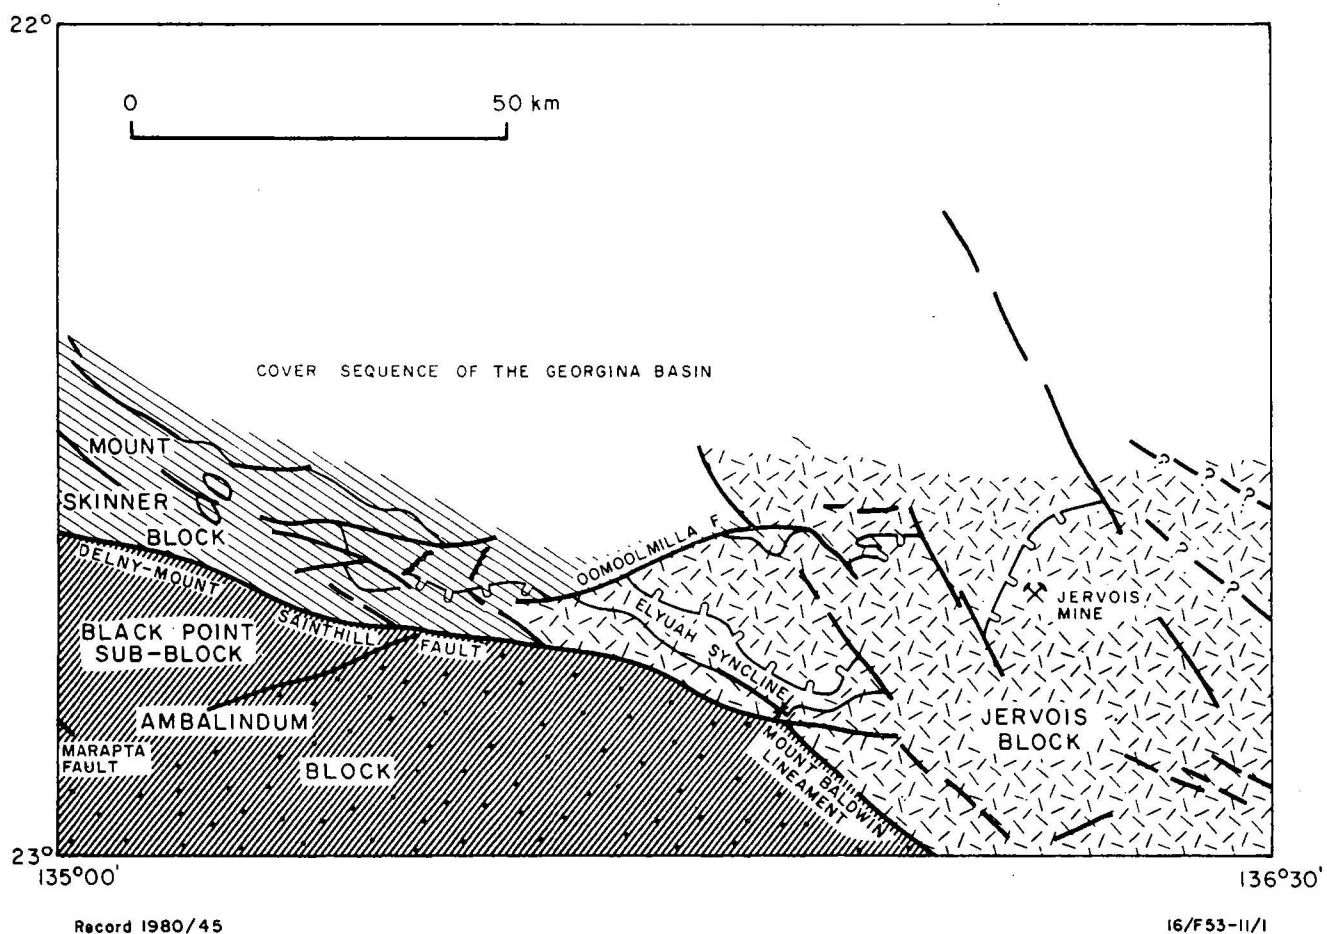 22°
0 50 km
COVER SEQUENCE OF THE GEORGINA BASIN
MOUNT
SKINNER
BLOCK
DELNY-MOUNT
SAINTHILL
FAULT
OOMOOLMILLA F.
ELYUAH
SYNCLINE
?
?
?
?
?
JERVOIS
MINE
BLACK POINT
SUB-BLOCK
AMBALINDUM
BLOCK
MARAPTA
FAULT
JERVOIS
BLOCK
MOUNT BALDWIN
LINEAMENT
23°
135°00'
136°30'
Record 1980/45
16/F53-11/1